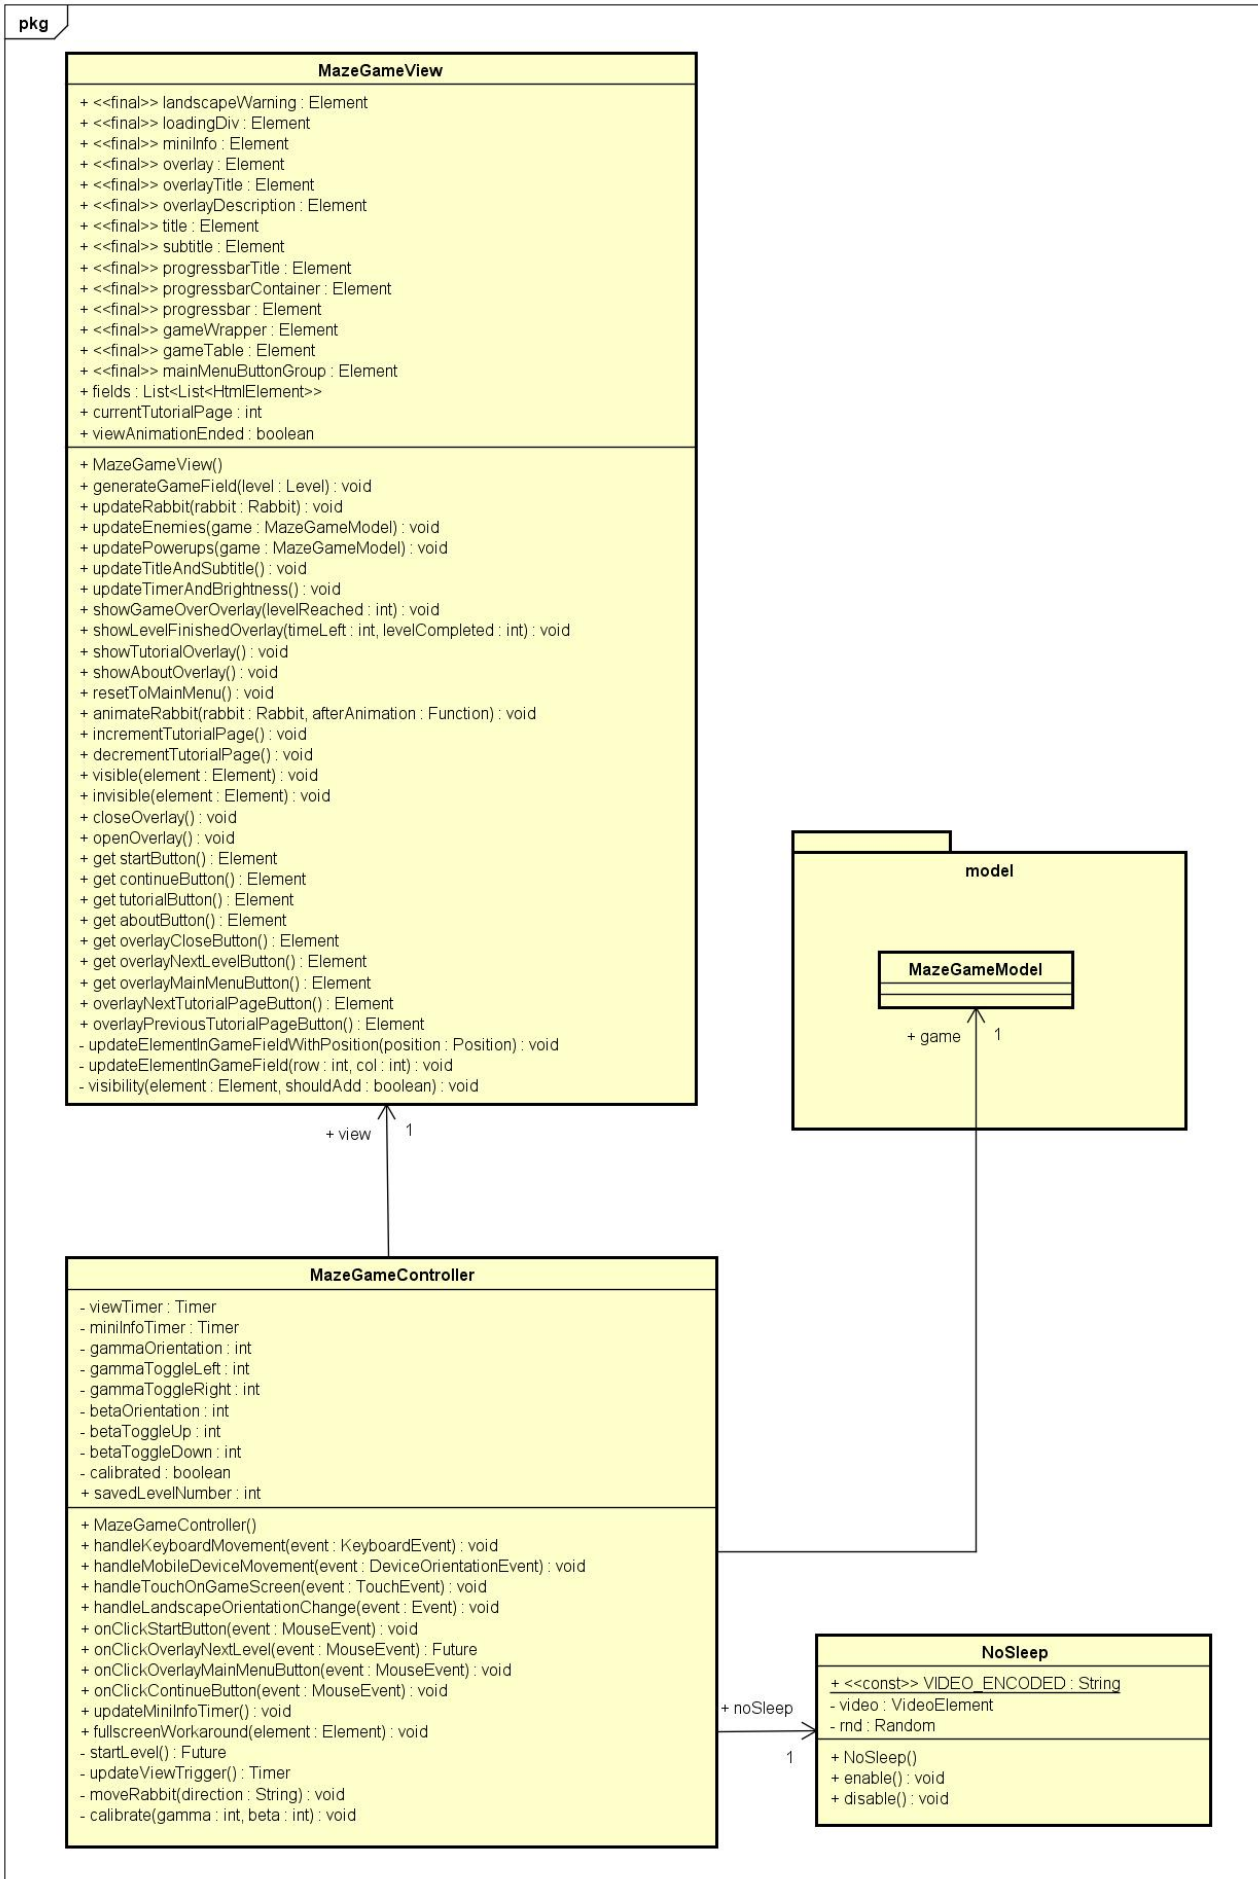 pkg
MazeGameView
+ <<final>> landscapeWarning : Element
+ <<final>> loadingDiv : Element
+ <<final>> miniInfo : Element
+ <<final>> overlay : Element
+ <<final>> overlayTitle : Element
+ <<final>> overlayDescription : Element
+ <<final>> title : Element
+ <<final>> subtitle : Element
+ <<final>> progressbarTitle : Element
+ <<final>> progressbarContainer : Element
+ <<final>> progressbar : Element
+ <<final>> gameWrapper : Element
+ <<final>> gameTable : Element
+ <<final>> mainMenuButtonGroup : Element
+ fields : List<List<HtmlElement>>
+ currentTutorialPage : int
+ viewAnimationEnded : boolean
+ MazeGameView()
+ generateGameField(level : Level) : void
+ updateRabbit(rabbit : Rabbit) : void
+ updateEnemies(game : MazeGameModel) : void
+ updatePowerups(game : MazeGameModel) : void
+ updateTitleAndSubtitle() : void
+ updateTimerAndBrightness() : void
+ showGameOverOverlay(levelReached : int) : void
+ showLevelFinishedOverlay(timeLeft : int, levelCompleted : int) : void
+ showTutorialOverlay() : void
+ showAboutOverlay() : void
+ resetToMainMenu() : void
+ animateRabbit(rabbit : Rabbit, afterAnimation : Function) : void
+ incrementTutorialPage() : void
+ decrementTutorialPage() : void
+ visible(element : Element) : void
+ invisible(element : Element) : void
+ closeOverlay() : void
+ openOverlay() : void
+ get startButton() : Element
+ get continueButton() : Element
+ get tutorialButton() : Element
+ get aboutButton() : Element
+ get overlayCloseButton() : Element
+ get overlayNextLevelButton() : Element
+ get overlayMainMenuButton() : Element
+ overlayNextTutorialPageButton() : Element
+ overlayPreviousTutorialPageButton() : Element
- updateElementInGameFieldWithPosition(position : Position) : void
- updateElementInGameField(row : int, col : int) : void
- visibility(element : Element, shouldAdd : boolean) : void
model
MazeGameModel
+ game 1
+ view 1
MazeGameController
- viewTimer : Timer
- miniInfoTimer : Timer
- gammaOrientation : int
- gammaToggleLeft : int
- gammaToggleRight : int
- betaOrientation : int
- betaToggleUp : int
- betaToggleDown : int
- calibrated : boolean
+ savedLevelNumber : int
+ MazeGameController()
+ handleKeyboardMovement(event : KeyboardEvent) : void
+ handleMobileDeviceMovement(event : DeviceOrientationEvent) : void
+ handleTouchOnGameScreen(event : TouchEvent) : void
+ handleLandscapeOrientationChange(event : Event) : void
+ onClickStartButton(event : MouseEvent) : void
+ onClickOverlayNextLevel(event : MouseEvent) : Future
+ onClickOverlayMainMenuButton(event : MouseEvent) : void
+ onClickContinueButton(event : MouseEvent) : void
+ updateMiniInfoTimer() : void
+ fullscreenWorkaround(element : Element) : void
- startLevel() : Future
- updateViewTrigger() : Timer
- moveRabbit(direction : String) : void
- calibrate(gamma : int, beta : int) : void
+ noSleep
1
NoSleep
+ <<const>> VIDEO_ENCODED : String
- video : VideoElement
- rnd : Random
+ NoSleep()
+ enable() : void
+ disable() : void